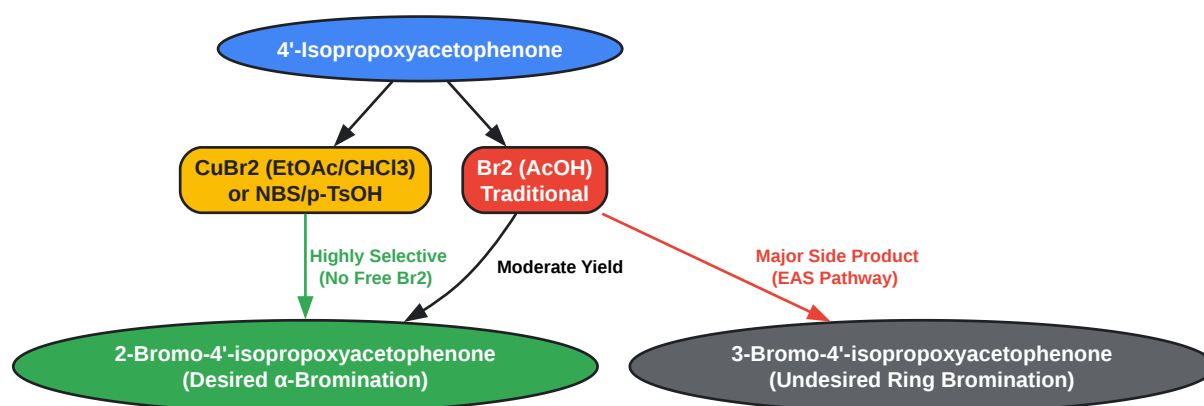 4'-Isopropoxyacetophenone
CuBr2 (EtOAc/CHCl3)
or NBS/p-TsOH
Br2 (AcOH)
Traditional
Highly Selective
(No Free Br2)
Moderate Yield
Major Side Product
(EAS Pathway)
2-Bromo-4'-isopropoxyacetophenone
(Desired α-Bromination)
3-Bromo-4'-isopropoxyacetophenone
(Undesired Ring Bromination)